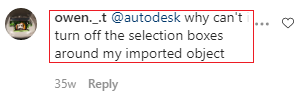 owen._.t @autodesk why can't i
turn off the selection boxes
around my imported object
35w Reply